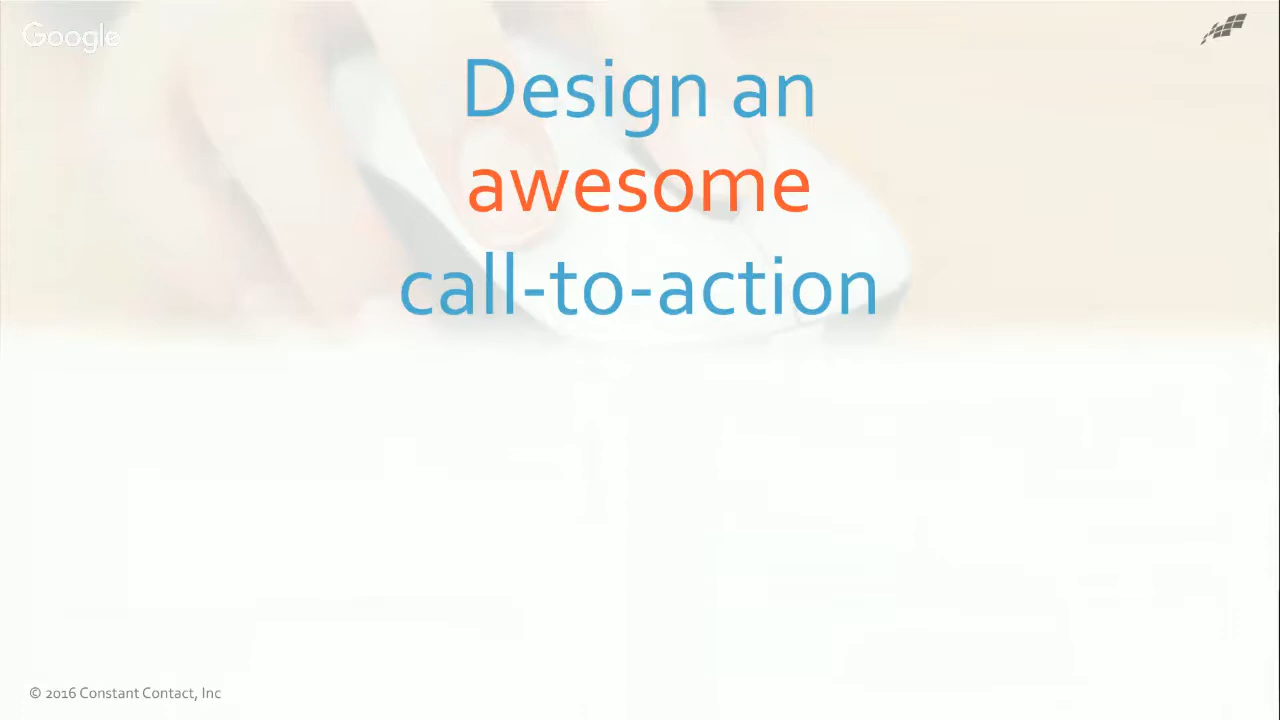 Google
Design an
awesome
call-to-action
© 2016 Constant Contact, Inc